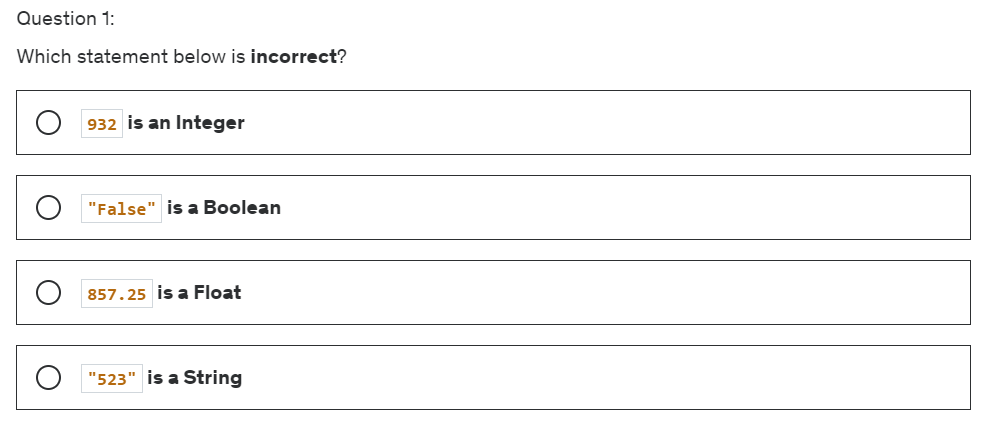 Question 1:
Which statement below is incorrect?
932 is an Integer
"False" is a Boolean
857.25 is a Float
"523" is a String